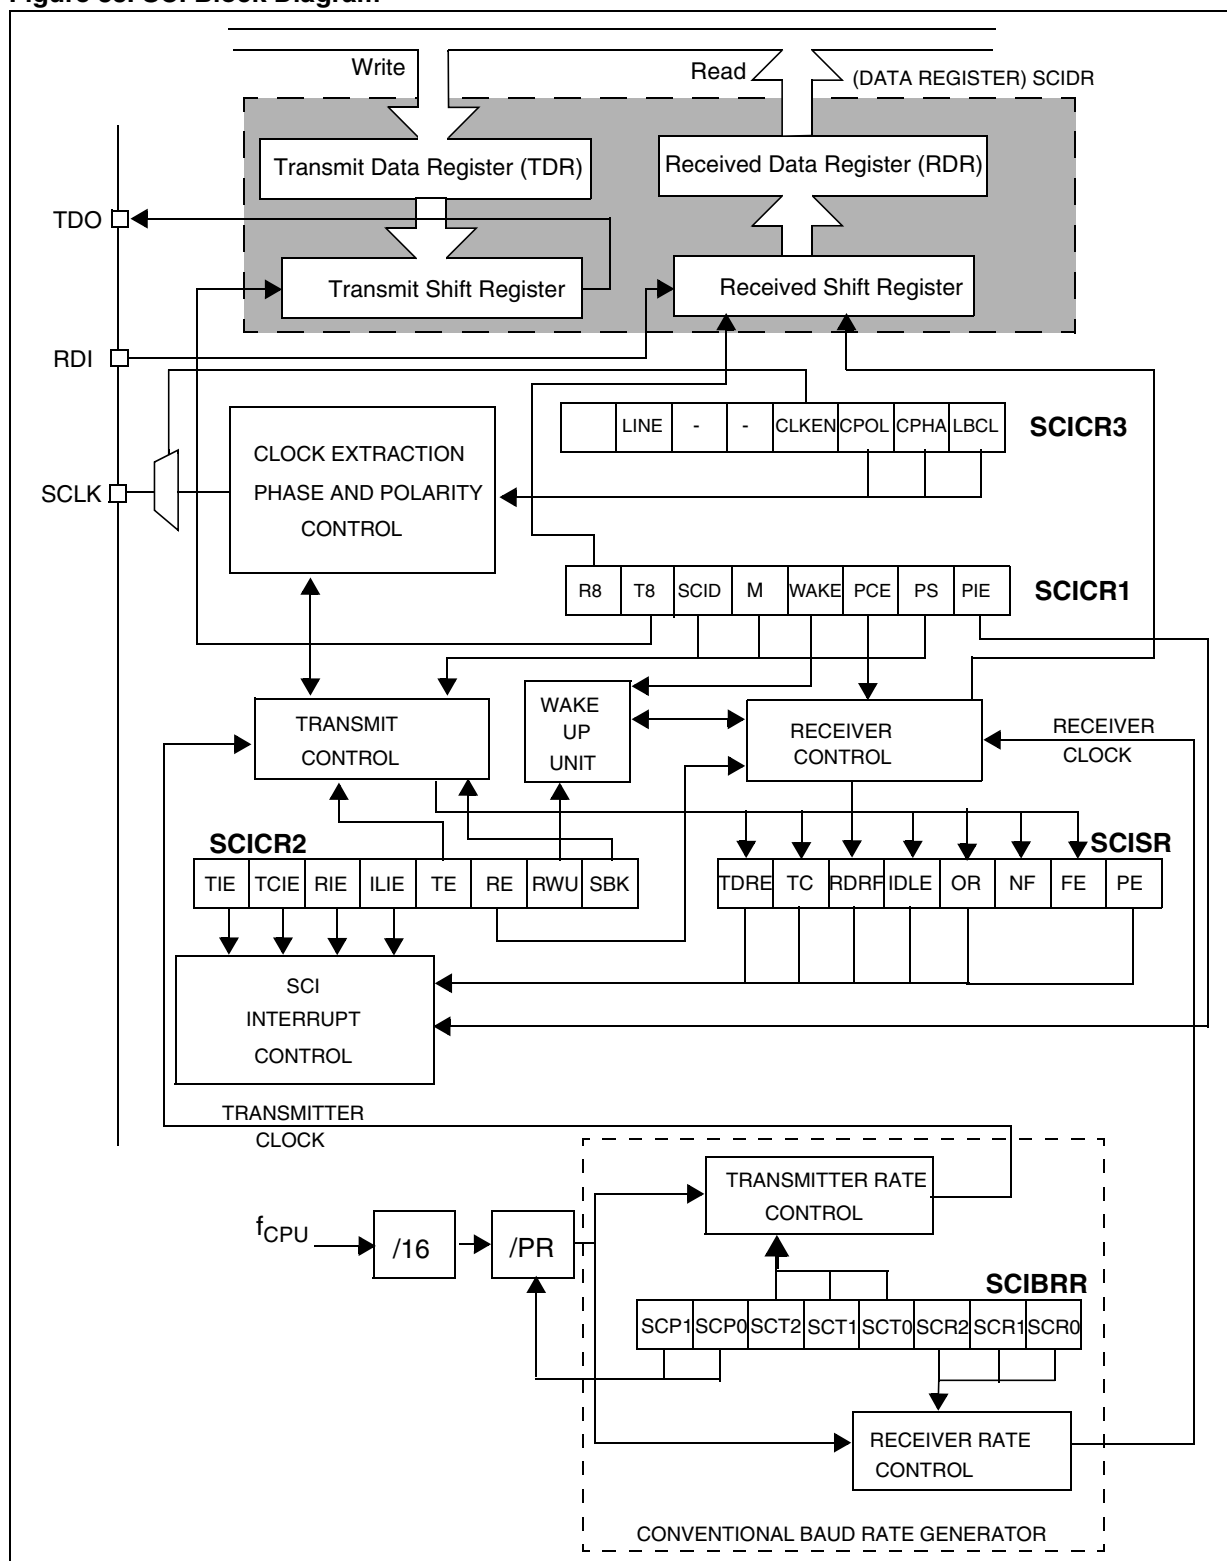 Write
Read
(DATA REGISTER) SCIDR
Transmit Data Register (TDR)
Received Data Register (RDR)
TDO
Transmit Shift Register
Received Shift Register
RDI
LINE - - CLKEN CPOL CPHA LBCL
SCICR3
CLOCK EXTRACTION
PHASE AND POLARITY
CONTROL
SCLK
R8 T8 SCID M WAKE PCE PS PIE
SCICR1
TRANSMIT
CONTROL
WAKE
UP
UNIT
RECEIVER
CONTROL
RECEIVER
CLOCK
SCICR2
TIE TCIE RIE ILIE TE RE RWU SBK
SCISR
TDRE TC RDRF IDLE OR NF FE PE
SCI
INTERRUPT
CONTROL
TRANSMITTER
CLOCK
TRANSMITTER RATE
CONTROL
fCPU
/16
/PR
SCIBRR
SCP1 SCP0 SCT2 SCT1 SCT0 SCR2 SCR1 SCR0
RECEIVER RATE
CONTROL
CONVENTIONAL BAUD RATE GENERATOR